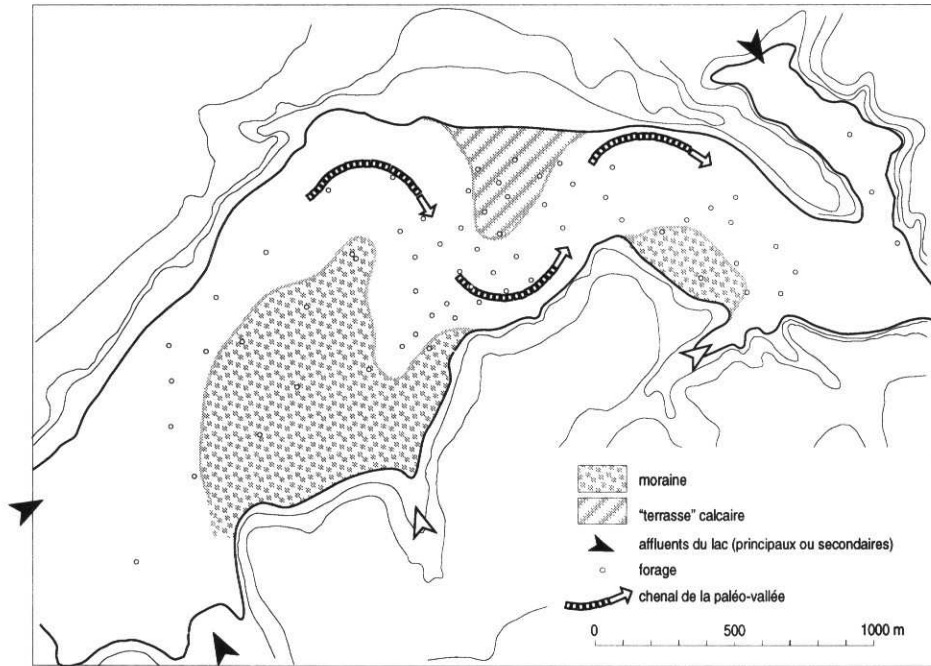 moraine
"terrasse" calcaire
affluents du lac (principaux ou secondaires)
forage
chenal de la paléo-vallée
0 500 1000 m